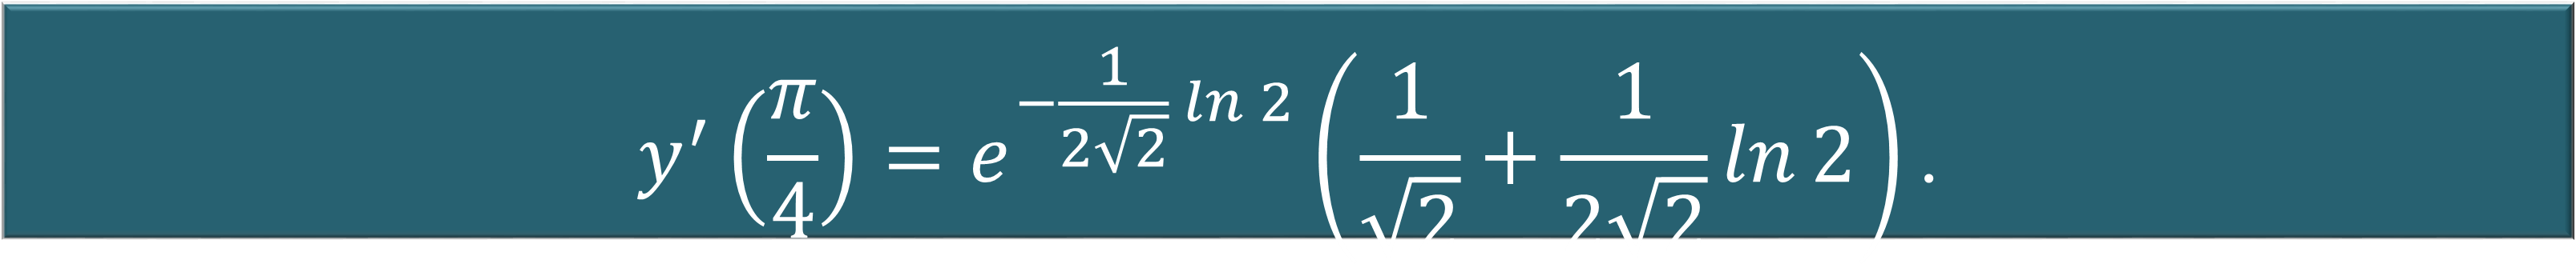 y′(π/4) = e^(−1/(2√2) ln 2) (1/√2 + 1/(2√2) ln 2).